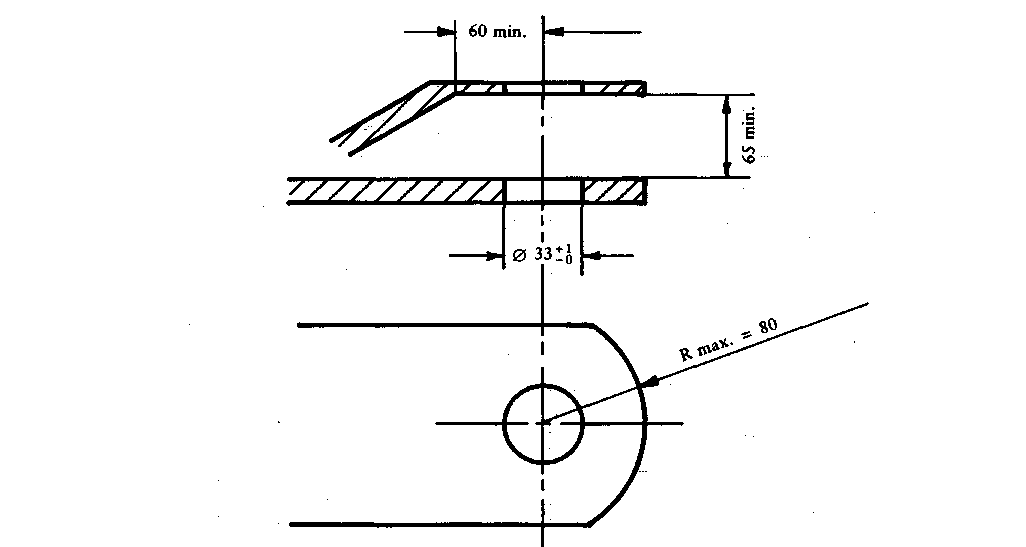 60 min.
65 min.
Ø 33 +1 -0
R max. = 80